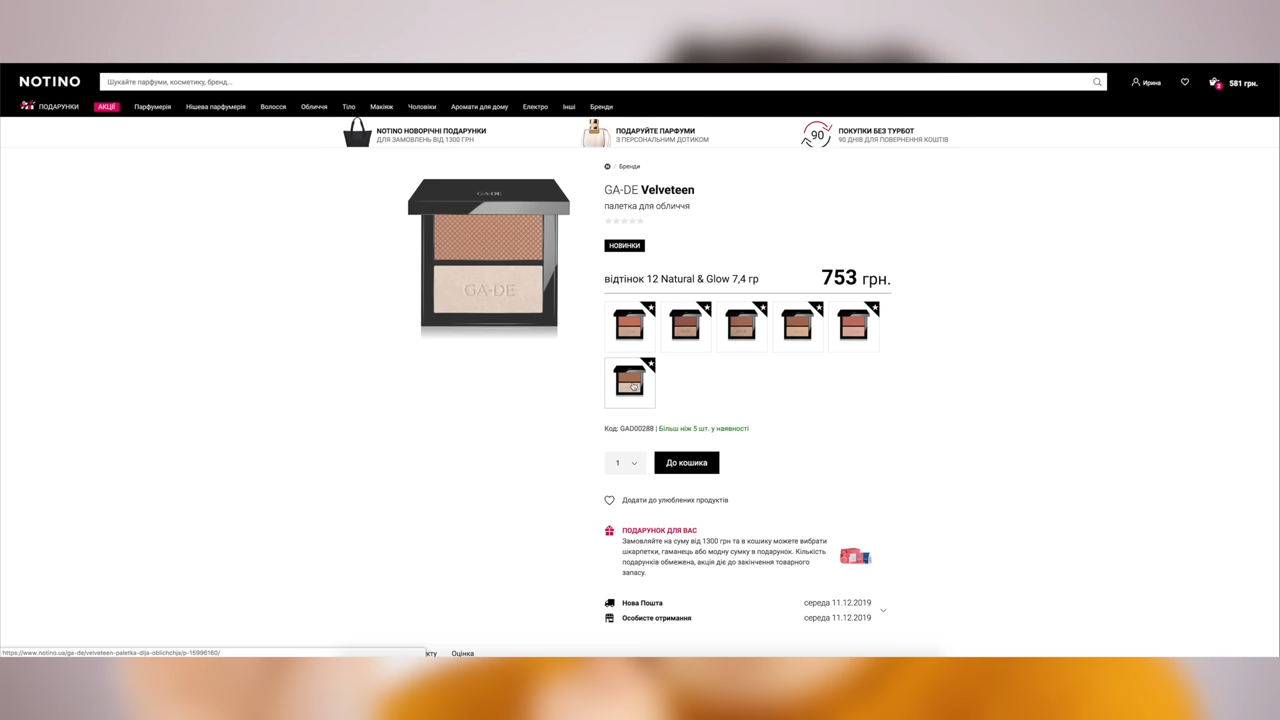 NOTINO
Шукайте парфуми, косметику, бренд...
Ирина
3
581 грн.
ПОДАРУНКИ
АКЦІЇ
Парфумерія
Нішева парфумерія
Волосся
Обличчя
Тіло
Макіяж
Чоловіки
Аромати для дому
Електро
Інші
Бренди
NOTINO НОВОРІЧНІ ПОДАРУНКИ
ДЛЯ ЗАМОВЛЕНЬ ВІД 1300 ГРН
ПОДАРУЙТЕ ПАРФУМИ
З ПЕРСОНАЛЬНИМ ДОТИКОМ
90
ПОКУПКИ БЕЗ ТУРБОТ
90 ДНІВ ДЛЯ ПОВЕРНЕННЯ КОШТІВ
/ Бренди
GA-DE Velveteen
палетка для обличчя
НОВИНКИ
GA-DE
GA-DE
відтінок 12 Natural & Glow 7,4 гр
753 грн.
Код: GAD00288 | Більш ніж 5 шт. у наявності
1
До кошика
Додати до улюблених продуктів
ПОДАРУНОК ДЛЯ ВАС
Замовляйте на суму від 1300 грн та в кошику можете вибрати
шкарпетки, гаманець або модну сумку в подарунок. Кількість
подарунків обмежена, акція діє до закінчення товарного
запасу.
Нова Пошта
середа 11.12.2019
Особисте отримання
середа 11.12.2019
https://www.notino.ua/ga-de/velveteen-paletka-dlja-oblichchja/p-15996160/
Оцінка